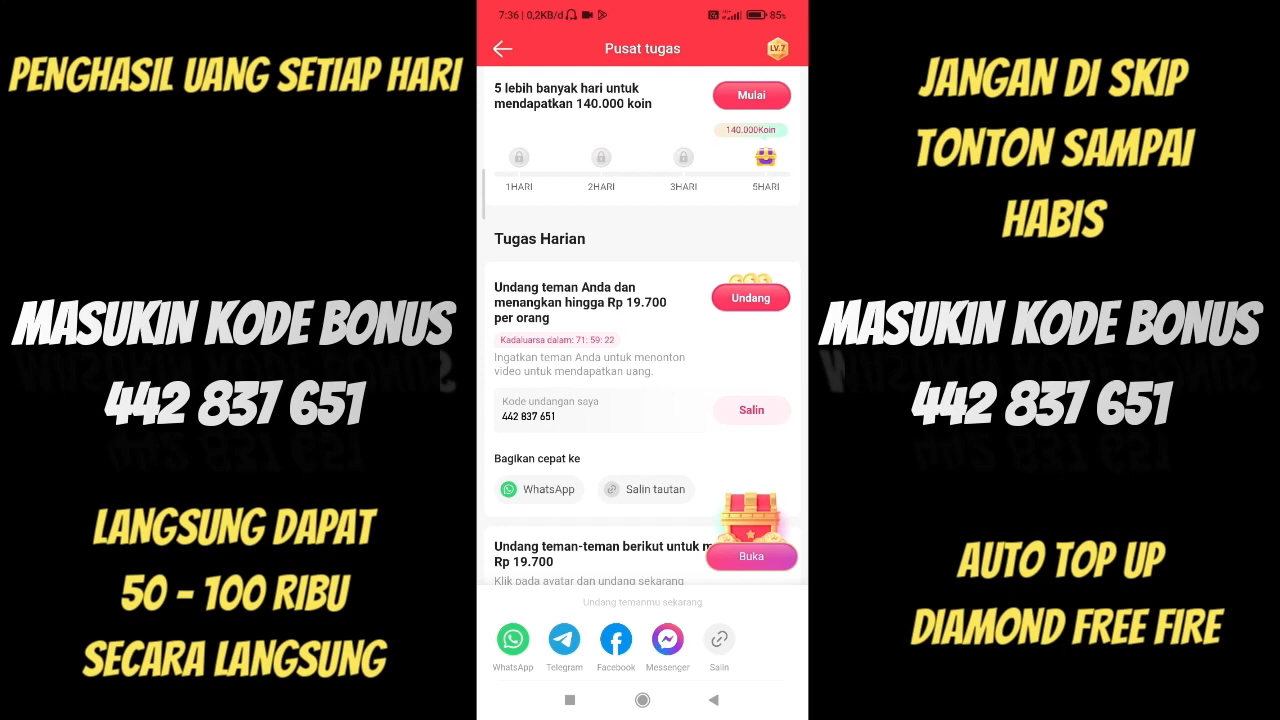 PENGHASIL UANG SETIAP HARI
MASUKIN KODE BONUS
442 837 651
LANGSUNG DAPAT
50 - 100 RIBU
SECARA LANGSUNG
7:36 | 0,2KB/d
85%
Pusat tugas
LV.7
5 lebih banyak hari untuk
mendapatkan 140.000 koin
Mulai
140.000Koin
1HARI 2HARI 3HARI 5HARI
Tugas Harian
Undang teman Anda dan
menangkan hingga Rp 19.700
per orang
Undang
Kadaluarsa dalam: 71: 59: 22
Ingatkan teman Anda untuk menonton
video untuk mendapatkan uang.
Kode undangan saya
442 837 651
Salin
Bagikan cepat ke
WhatsApp
Salin tautan
Undang teman-teman berikut untuk m
Rp 19.700
Buka
Klik pada avatar dan undang sekarang
Undang temanmu sekarang
WhatsApp Telegram Facebook Messenger Salin
JANGAN DI SKIP
TONTON SAMPAI
HABIS
MASUKIN KODE BONUS
442 837 651
AUTO TOP UP
DIAMOND FREE FIRE